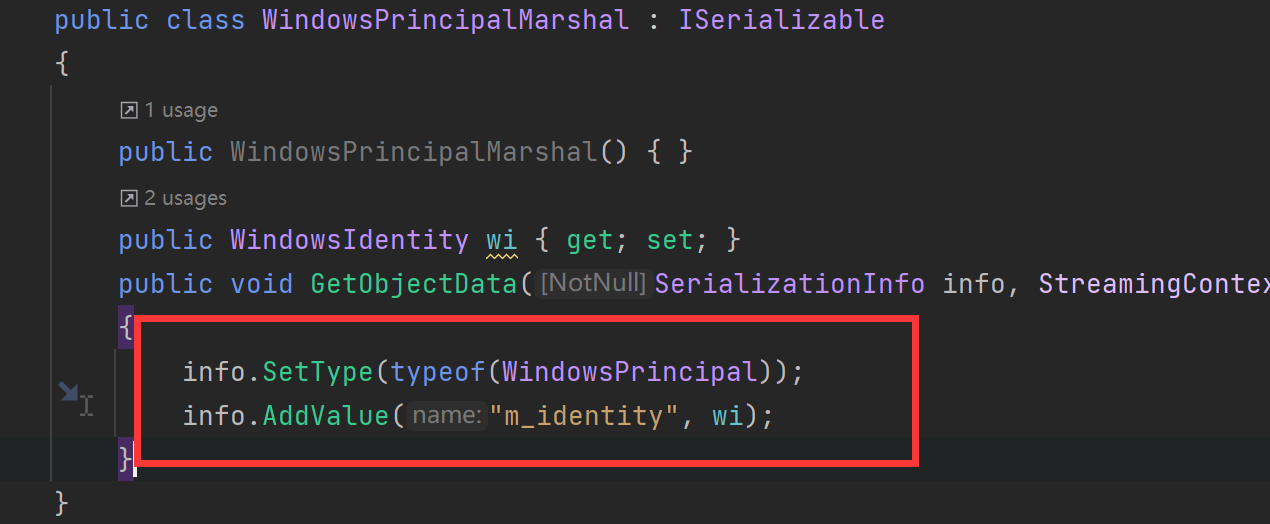 public class WindowsPrincipalMarshal : ISerializable
{
1 usage
public WindowsPrincipalMarshal() { }
2 usages
public WindowsIdentity wi { get; set; }
public void GetObjectData([NotNull]SerializationInfo info, StreamingContex
{
info.SetType(typeof(WindowsPrincipal));
info.AddValue(name:"m_identity", wi);
}
}